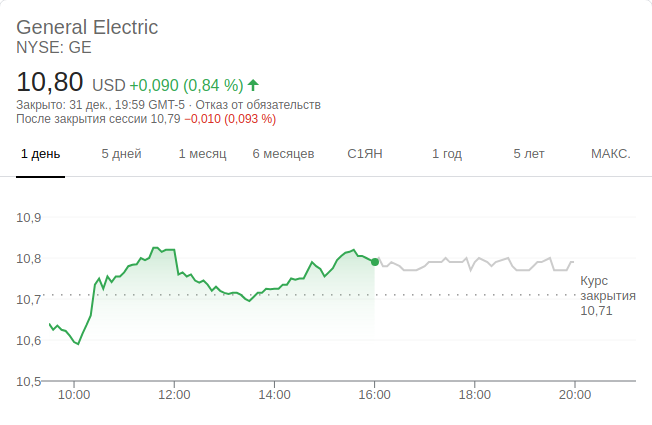 General Electric
NYSE: GE
10,80 USD +0,090 (0,84 %)
Закрыто: 31 дек., 19:59 GMT-5 · Отказ от обязательств
После закрытия сессии 10,79 −0,010 (0,093 %)
1 день 5 дней 1 месяц 6 месяцев С1ЯН 1 год 5 лет МАКС.
10,9
10,8
10,7
10,6
10,5
Курс
закрытия
10,71
10:00 12:00 14:00 16:00 18:00 20:00